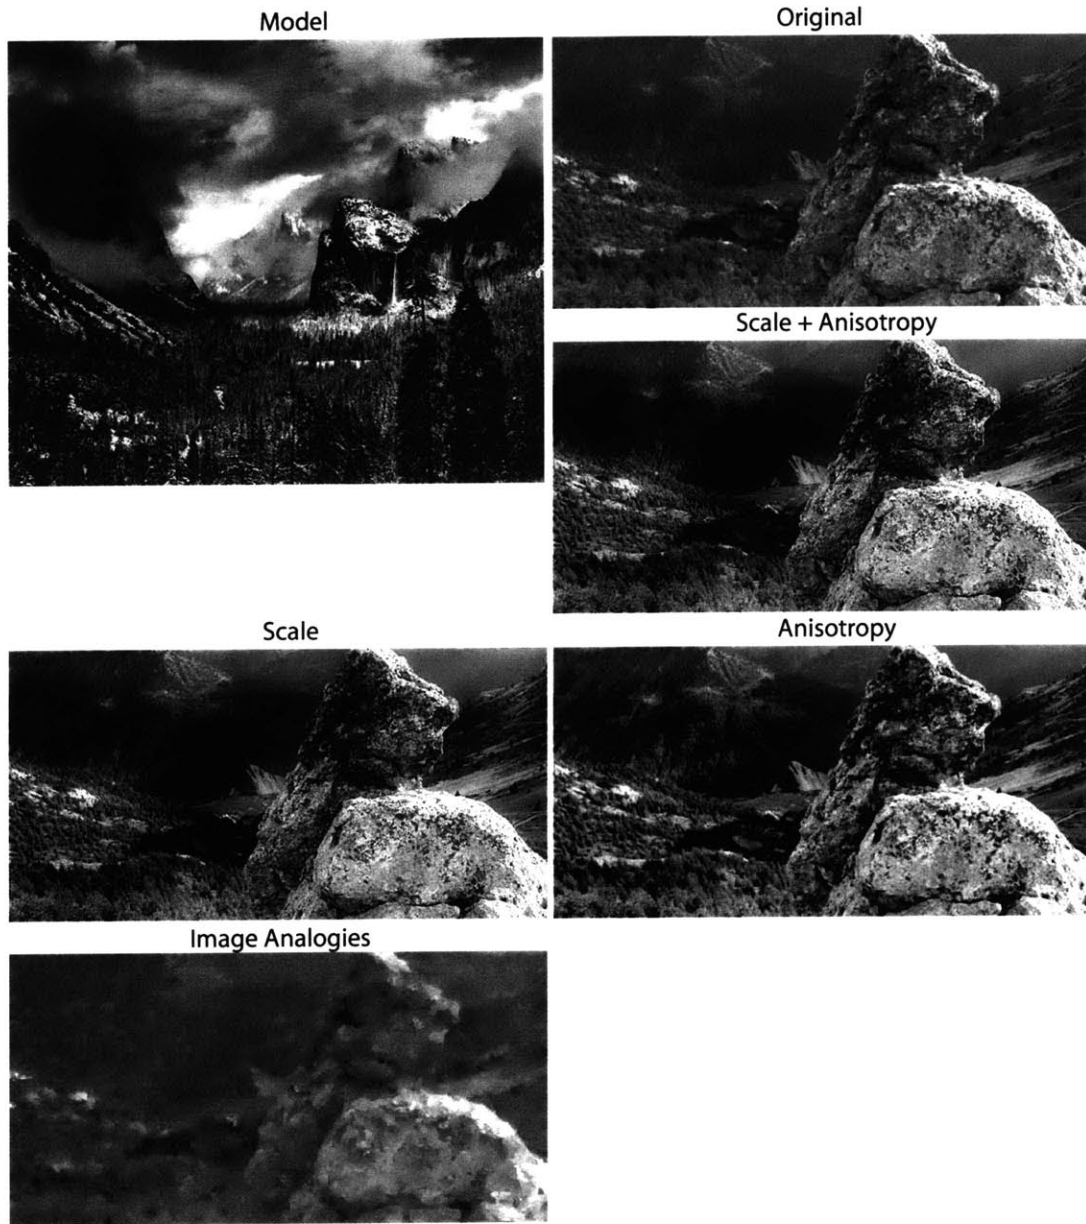 Model
Original
Scale + Anisotropy
Scale
Anisotropy
Image Analogies